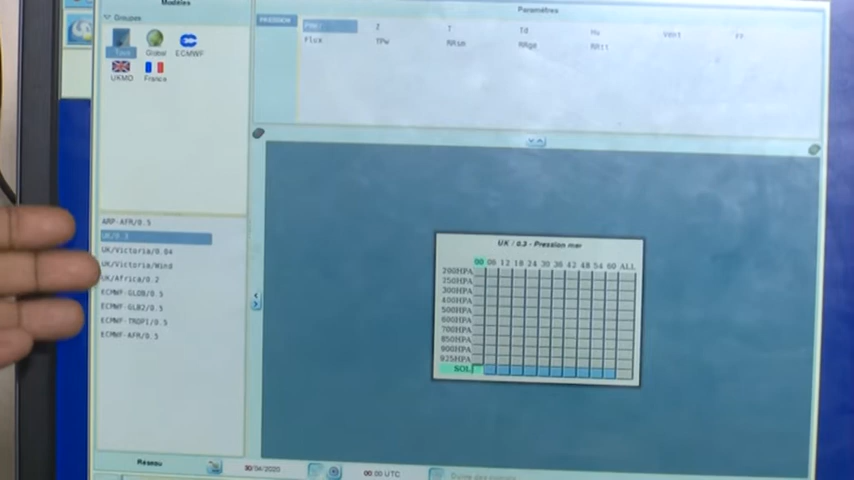 Modèles
Paramètres
Groupes
PRESSION
Z
T
Td
Hu
Vent
Flux
TPw
RRsm
Tous
Global
ECMWF
UKMO
France
ARP-AFR/0.5
UK/0.3
UK/Victoria/0.04
UK/Victoria/Wind
UK/Africa/0.2
ECMWF-GLOB/0.5
ECMWF-GLB2/0.5
ECMWF-TROPI/0.5
ECMWF-AFR/0.5
UK / 0.3 - Pression mer
00 06 12 18 24 30 36 42 48 54 60 ALL
200HPA
250HPA
300HPA
400HPA
500HPA
600HPA
700HPA
850HPA
900HPA
925HPA
SOL
Réseau
30/04/2020
00:00 UTC